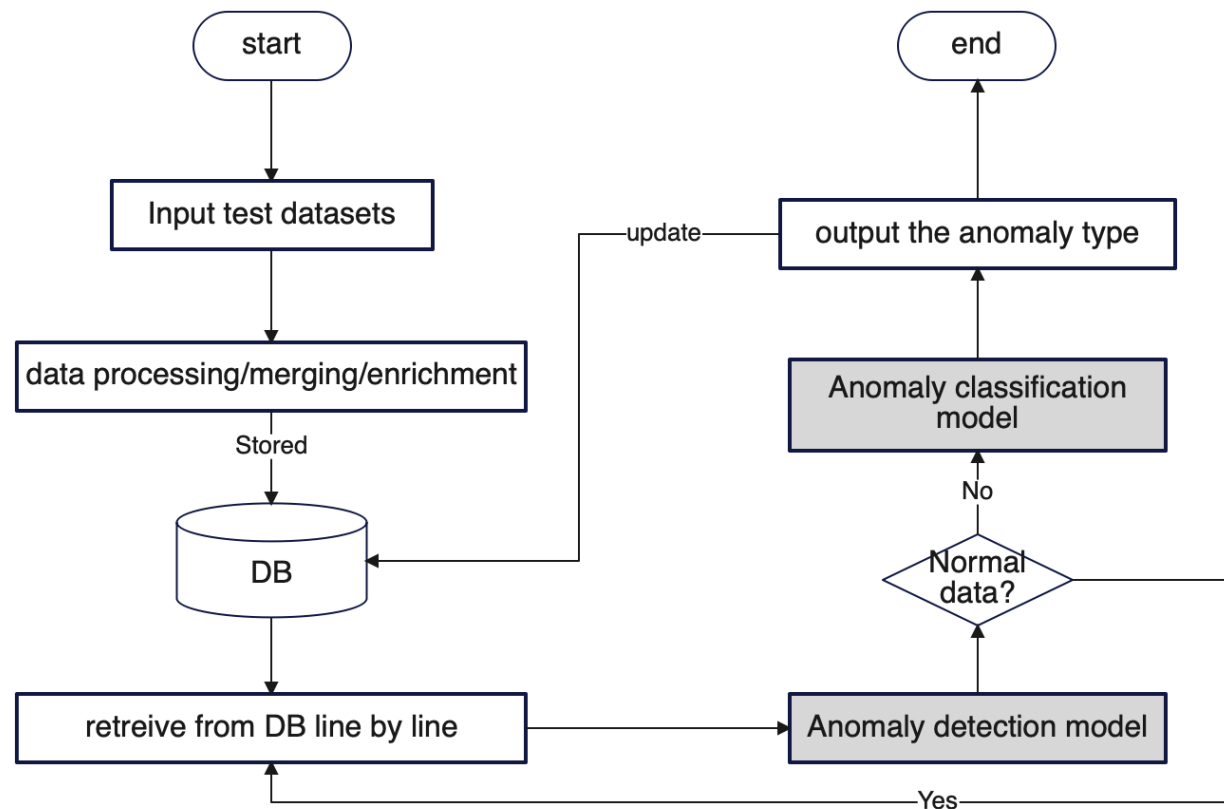 start
Input test datasets
data processing/merging/enrichment
Stored
DB
retreive from DB line by line
end
update
output the anomaly type
Anomaly classification
model
No
Normal
data?
Anomaly detection model
Yes